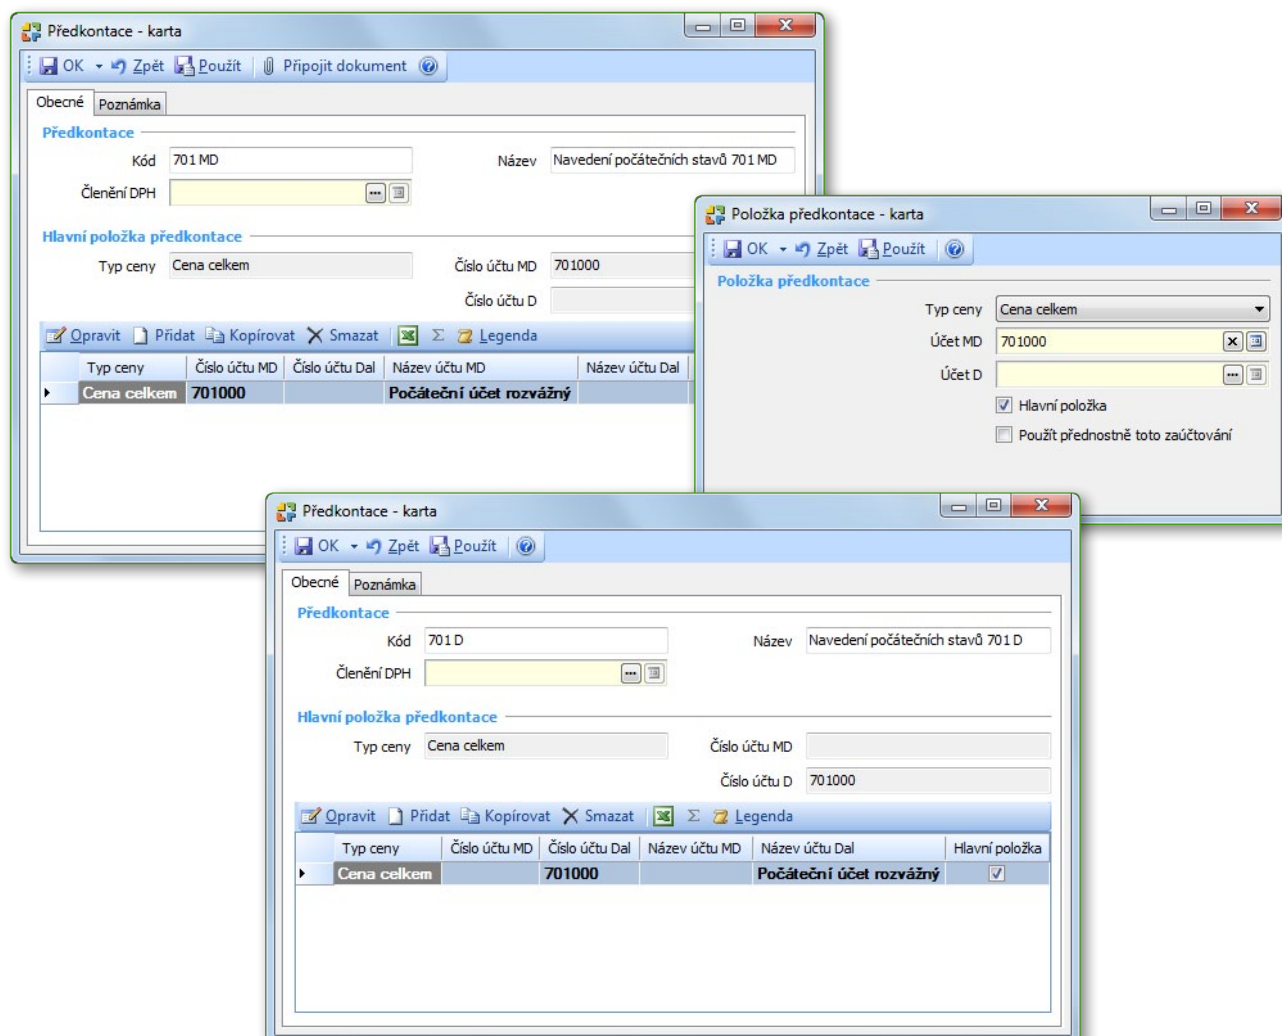 Předkontace - karta
OK Zpět Použít Připojit dokument
Obecné Poznámka
Předkontace
Kód 701 MD Název Navedení počátečních stavů 701 MD
Členění DPH
Hlavní položka předkontace
Typ ceny Cena celkem Číslo účtu MD 701000
Číslo účtu D
Opravit Přidat Kopírovat Smazat Σ Legenda
Typ ceny Číslo účtu MD Číslo účtu Dal Název účtu MD Název účtu Dal
Cena celkem 701000 Počáteční účet rozvážný
Položka předkontace - karta
OK Zpět Použít
Položka předkontace
Typ ceny Cena celkem
Účet MD 701000
Účet D
Hlavní položka
Použít přednostně toto zaúčtování
Předkontace - karta
OK Zpět Použít
Obecné Poznámka
Předkontace
Kód 701 D Název Navedení počátečních stavů 701 D
Členění DPH
Hlavní položka předkontace
Typ ceny Cena celkem Číslo účtu MD
Číslo účtu D 701000
Opravit Přidat Kopírovat Smazat Σ Legenda
Typ ceny Číslo účtu MD Číslo účtu Dal Název účtu MD Název účtu Dal Hlavní položka
Cena celkem 701000 Počáteční účet rozvážný